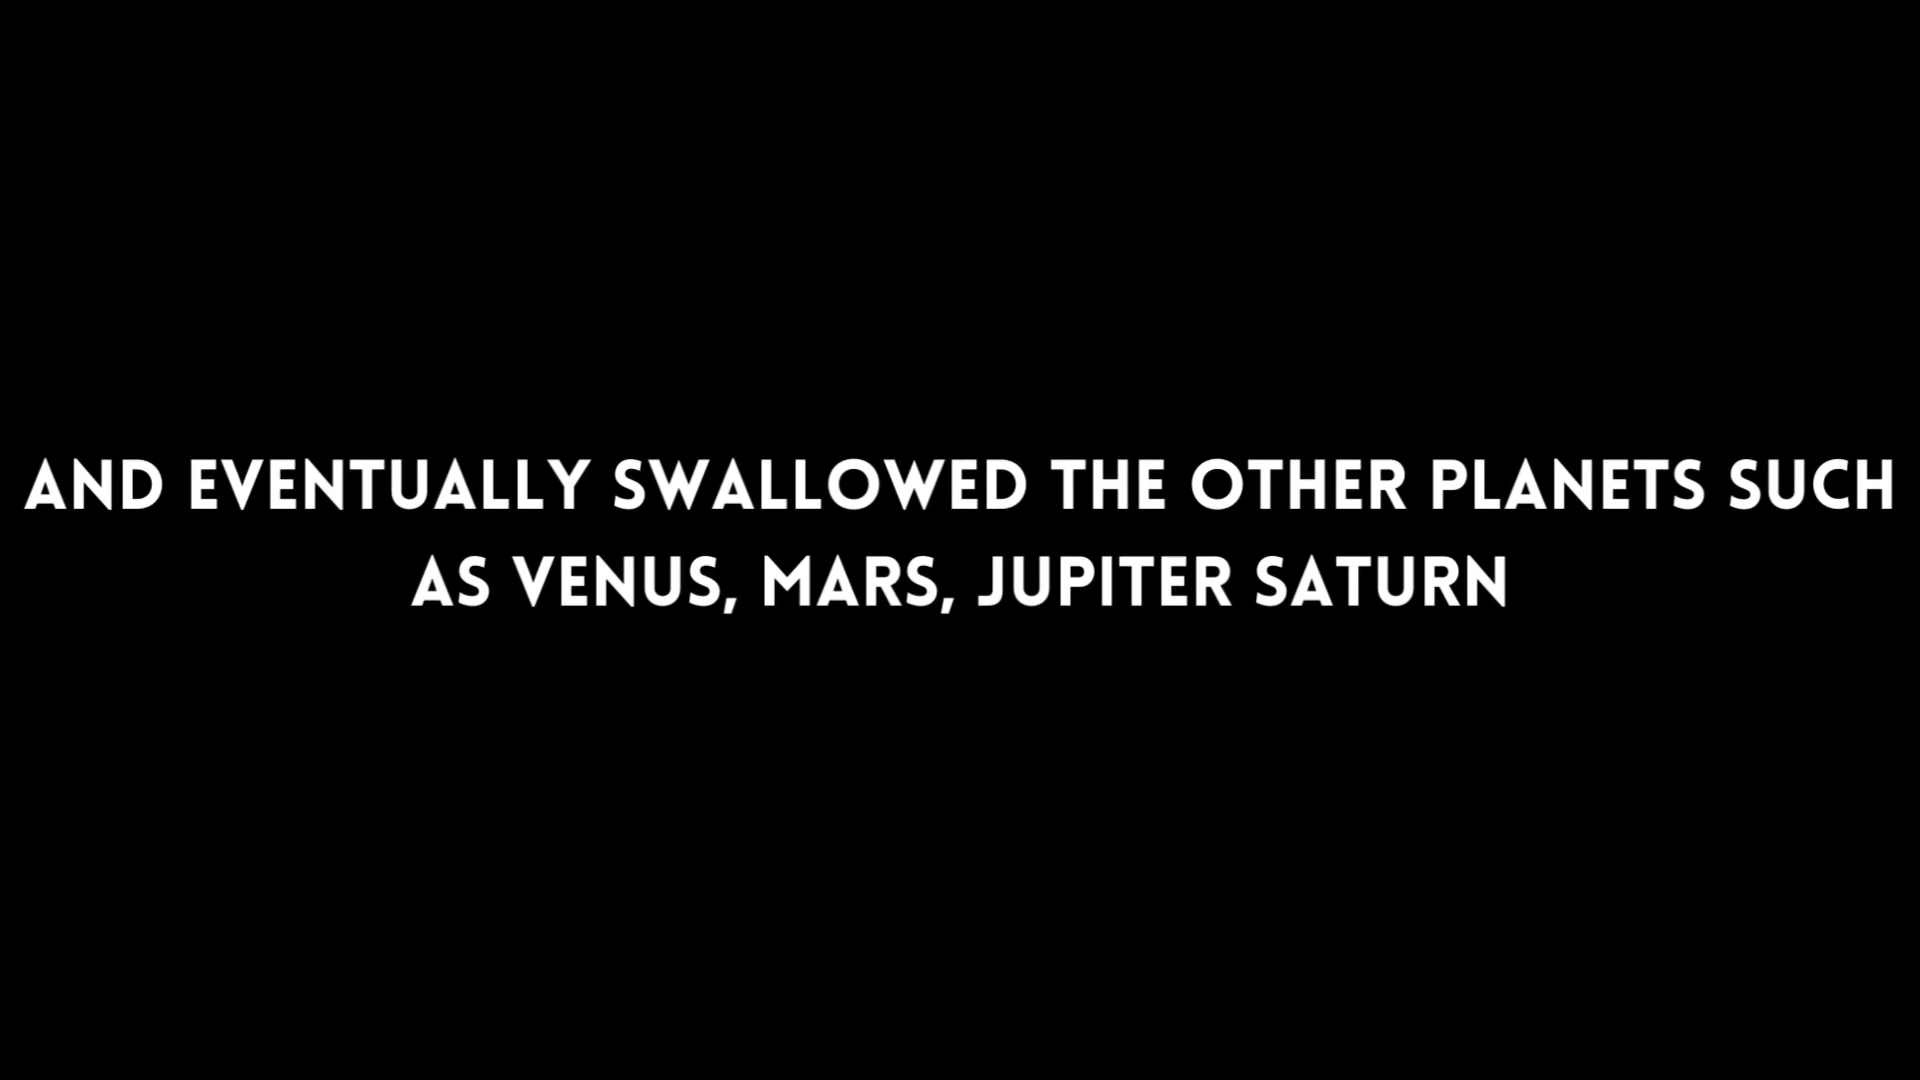 AND EVENTUALLY SWALLOWED THE OTHER PLANETS SUCH
AS VENUS, MARS, JUPITER SATURN